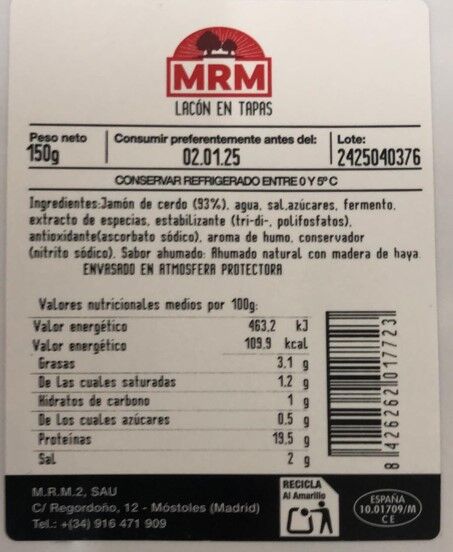 MRM
LACÓN EN TAPAS
Peso neto
150g
Consumir preferentemente antes del:
02.01.25
Lote:
2425040376
CONSERVAR REFRIGERADO ENTRE 0 Y 5º C
Ingredientes:Jamón de cerdo (93%), agua, sal,azúcares, fermento,
extracto de especias, estabilizante (tri-di-, polifosfatos),
antioxidante(ascorbato sódico), aroma de humo, conservador
(nitrito sódico). Sabor ahumado: Ahumado natural con madera de haya.
ENVASADO EN ATMOSFERA PROTECTORA
Valores nutricionales medios por 100g:
Valor energético 463,2 kJ
Valor energético 109,9 kcal
Grasas 3.1 g
De las cuales saturadas 1.2 g
Hidratos de carbono 1 g
De los cuales azúcares 0.5 g
Proteínas 19,5 g
Sal 2 g
8 426262 017723
M.R.M.2, SAU
C/ Regordoño, 12 - Móstoles (Madrid)
Tel.: +(34) 916 471 909
RECICLA
Al Amarillo
ESPAÑA
10.01709/M
CE